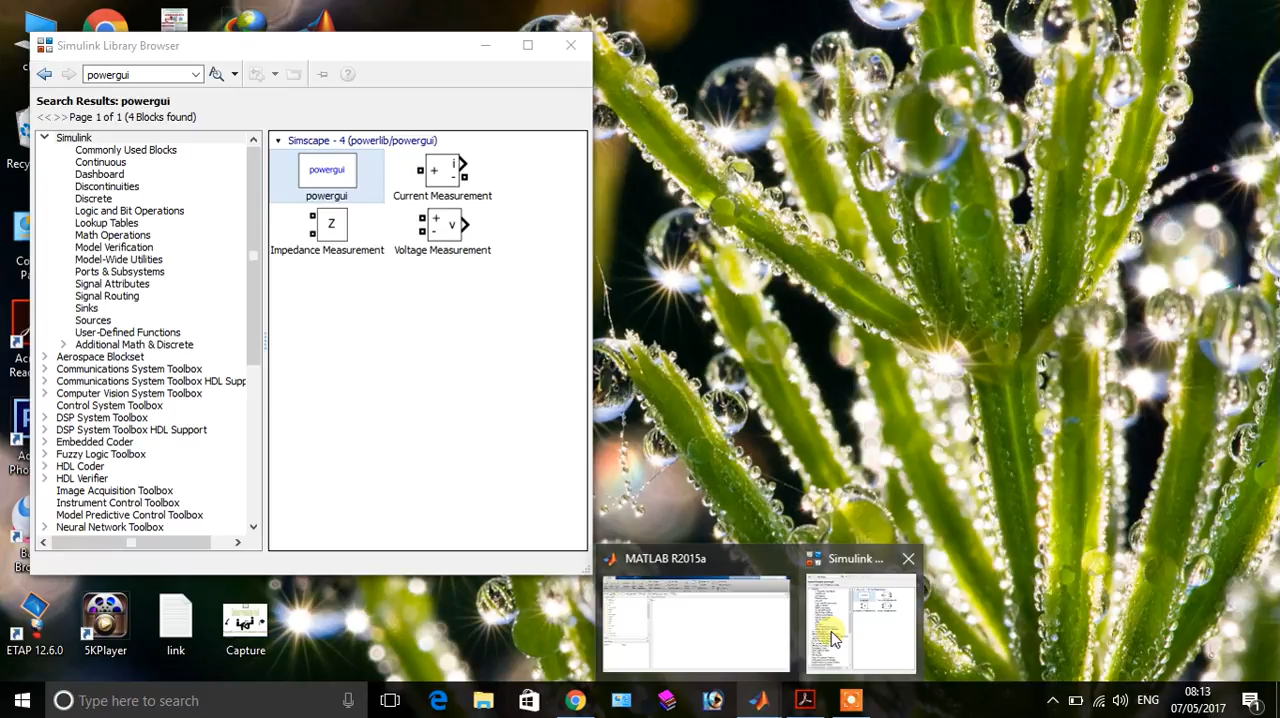 Simulink Library Browser
powergui
Search Results: powergui
<<>>Page 1 of 1 (4 Blocks found)
Simulink
Commonly Used Blocks
Continuous
Dashboard
Discontinuities
Discrete
Logic and Bit Operations
Lookup Tables
Math Operations
Model Verification
Model-Wide Utilities
Ports & Subsystems
Signal Attributes
Signal Routing
Sinks
Sources
User-Defined Functions
Additional Math & Discrete
Aerospace Blockset
Communications System Toolbox
Communications System Toolbox HDL Supp
Computer Vision System Toolbox
Control System Toolbox
DSP System Toolbox
DSP System Toolbox HDL Support
Embedded Coder
Fuzzy Logic Toolbox
HDL Coder
HDL Verifier
Image Acquisition Toolbox
Instrument Control Toolbox
Model Predictive Control Toolbox
Neural Network Toolbox
Simscape - 4 (powerlib/powergui)
powergui
powergui
+ i -
Current Measurement
Z
Impedance Measurement
+ v -
Voltage Measurement
MATLAB R2015a
Simulink ...
ETAP 12.6.0
SKPlayer
link
Capture
Type here to search
ENG
08:13
07/05/2017